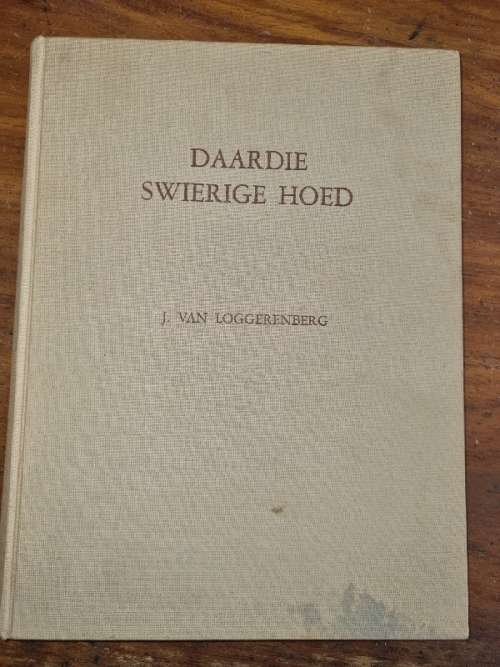 DAARDIE
SWIERIGE HOED
J. VAN LOGGERENBERG